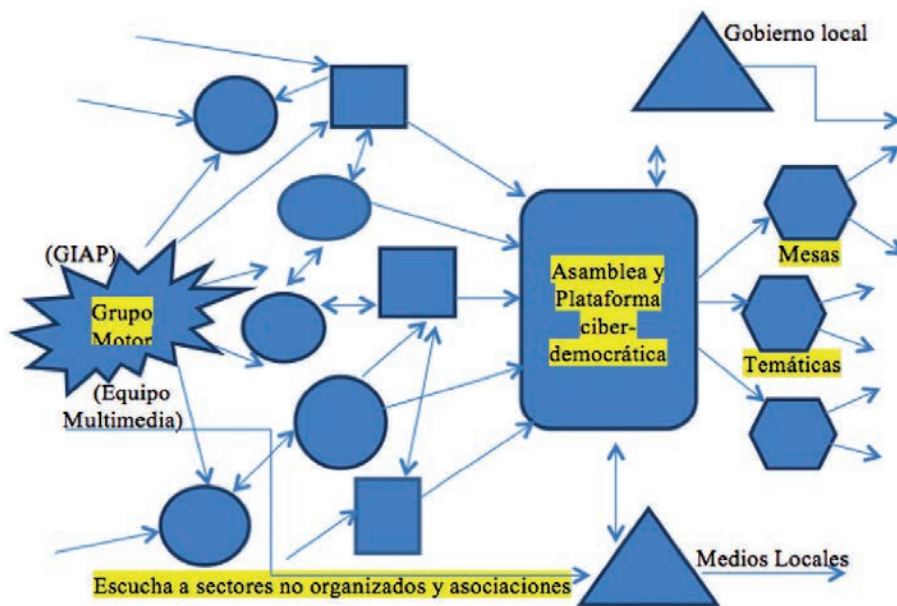 Gobierno local
(GIAP)
Grupo
Motor
(Equipo
Multimedia)
Asamblea y
Plataforma
ciber-
democrática
Mesas
Temáticas
Escucha a sectores no organizados y asociaciones
Medios Locales